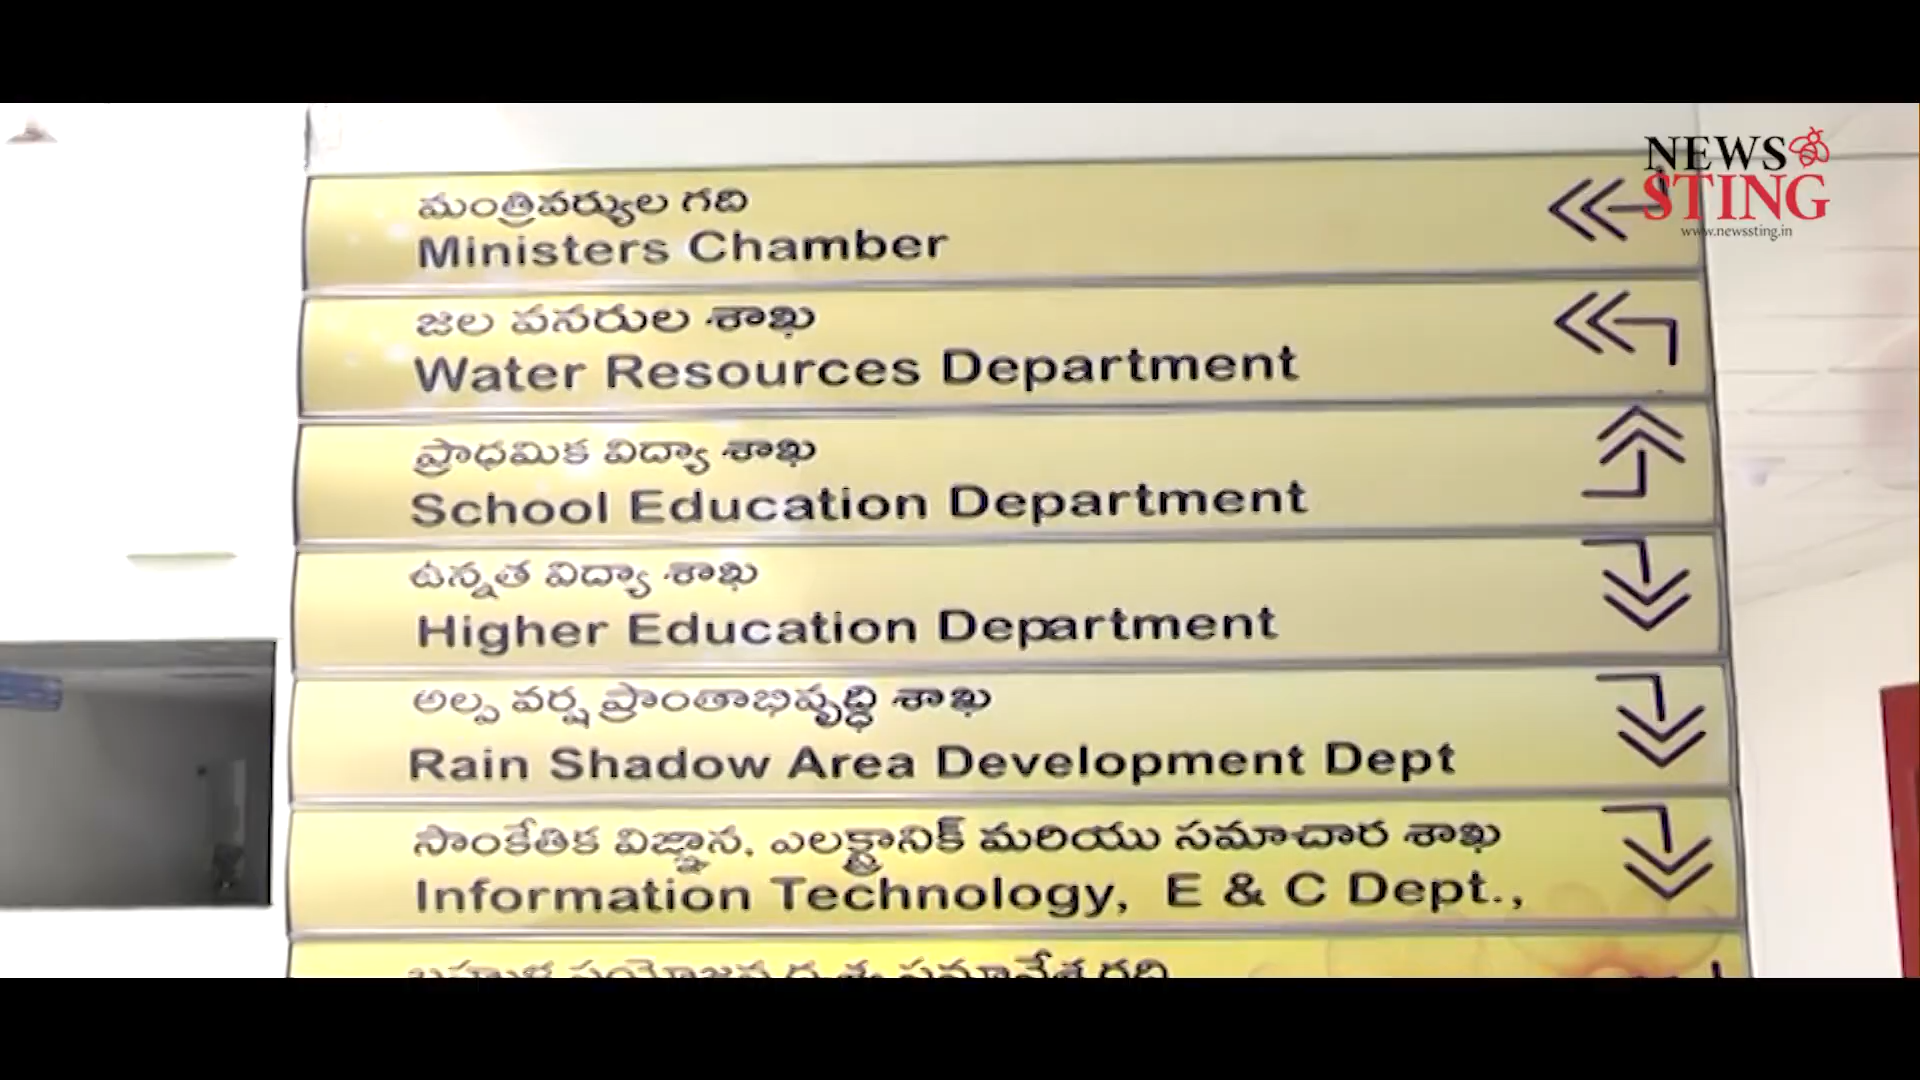 NEWS
STING
www.newssting.in
మంత్రివర్యుల గది
Ministers Chamber
జల వనరుల శాఖ
Water Resources Department
ప్రాధమిక విద్యా శాఖ
School Education Department
ఉన్నత విద్యా శాఖ
Higher Education Department
అల్ప వర్ష ప్రాంతాభివృద్ధి శాఖ
Rain Shadow Area Development Dept
సాంకేతిక విజ్ఞాన, ఎలక్ట్రానిక్ మరియు సమాచార శాఖ
Information Technology, E & C Dept.,